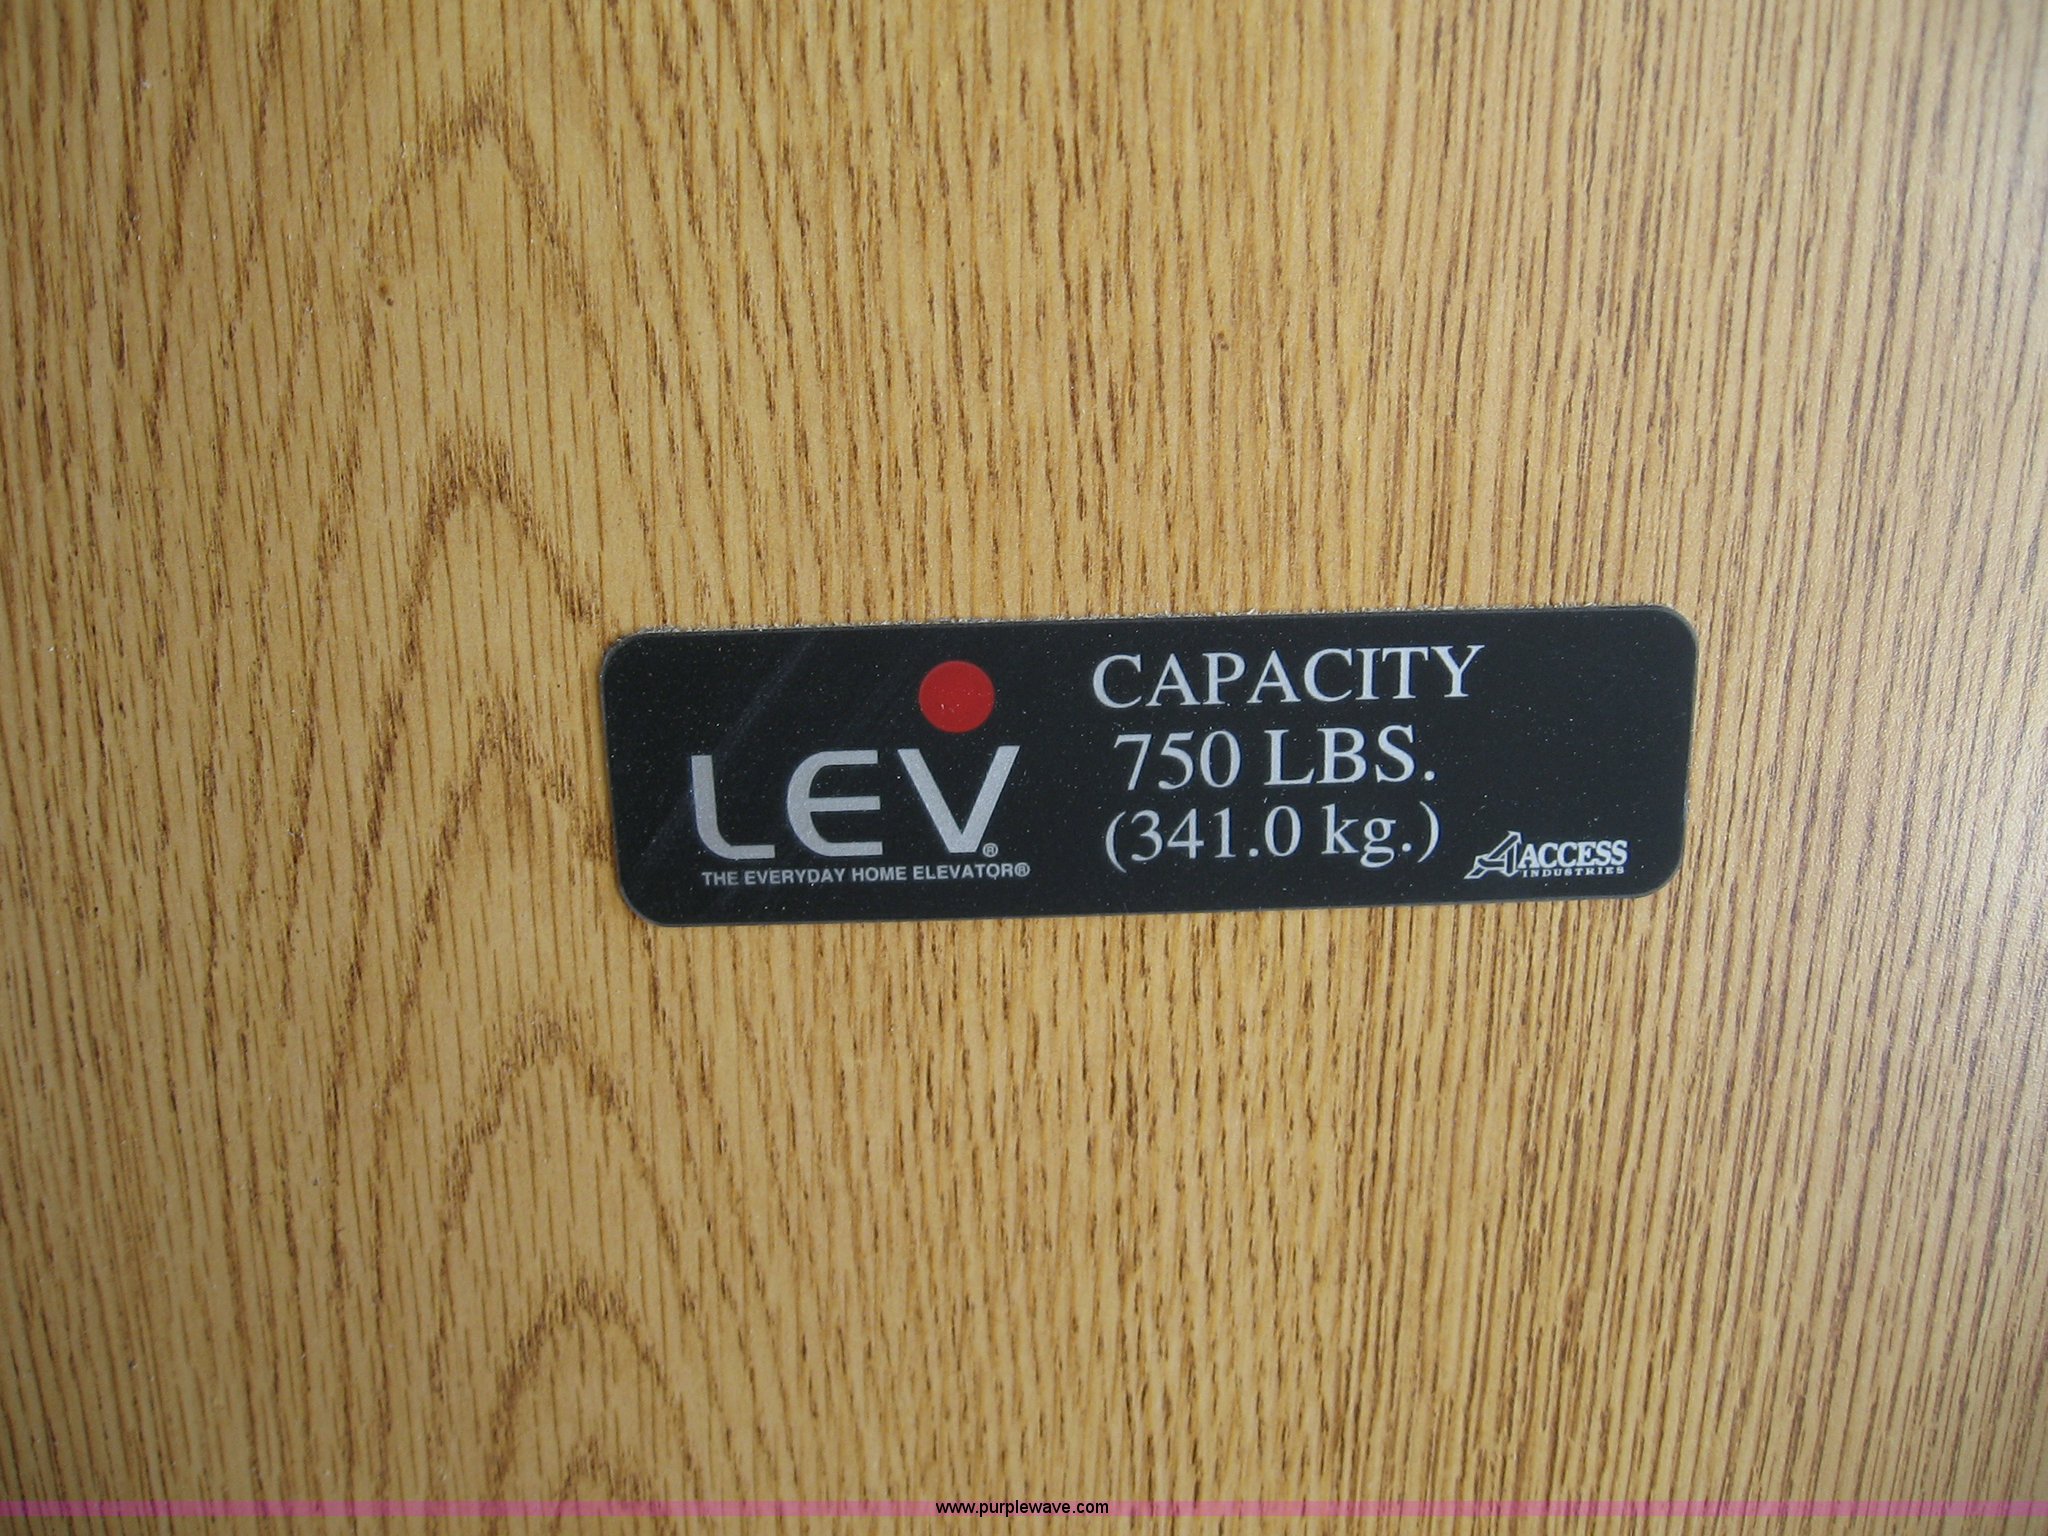 LEV®
THE EVERYDAY HOME ELEVATOR®
CAPACITY
750 LBS.
(341.0 kg.)
ACCESS
INDUSTRIES
www.purplewave.com